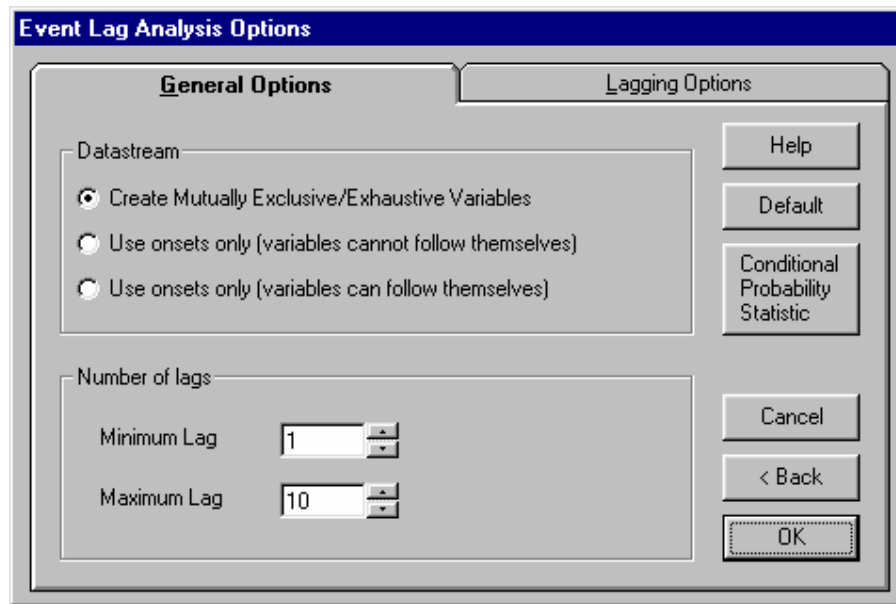 Event Lag Analysis Options
General Options
Lagging Options
Datastream
Create Mutually Exclusive/Exhaustive Variables
Use onsets only (variables cannot follow themselves)
Use onsets only (variables can follow themselves)
Number of lags
Minimum Lag 1
Maximum Lag 10
Help
Default
Conditional
Probability
Statistic
Cancel
< Back
OK